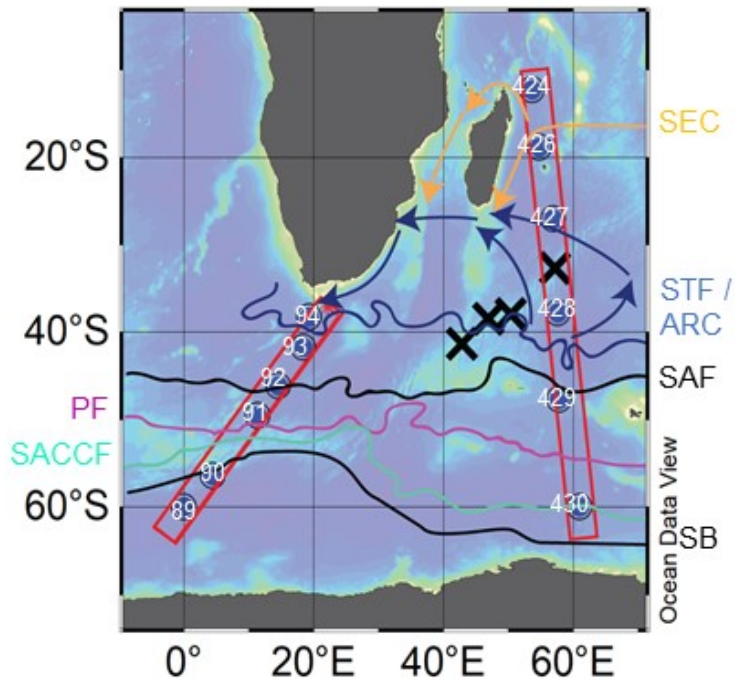 424
SEC
20°S
426
427
STF /
ARC
428
94
40°S
93
SAF
92
PF
429
91
SACCF
90
430
60°S
89
SB
Ocean Data View
0°
20°E
40°E
60°E